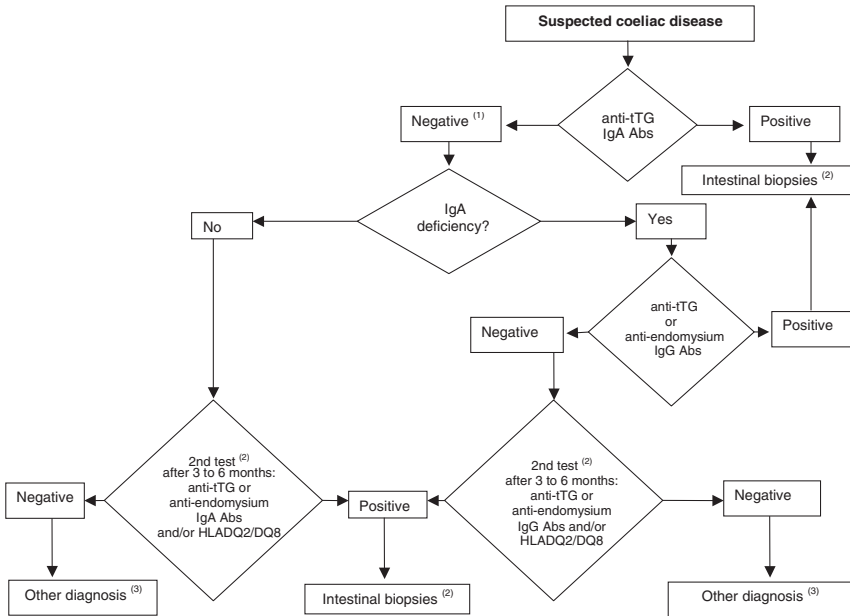 Suspected coeliac disease
anti-tTG
IgA Abs
Negative (1)
Positive
Intestinal biopsies (2)
IgA
deficiency?
No
Yes
anti-tTG
or
anti-endomysium
IgG Abs
Negative
Positive
2nd test (2)
after 3 to 6 months:
anti-tTG or
anti-endomysium
IgA Abs
and/or HLADQ2/DQ8
2nd test (2)
after 3 to 6 months:
anti-tTG or
anti-endomysium
IgG Abs and/or
HLADQ2/DQ8
Negative
Positive
Negative
Other diagnosis (3)
Intestinal biopsies (2)
Other diagnosis (3)